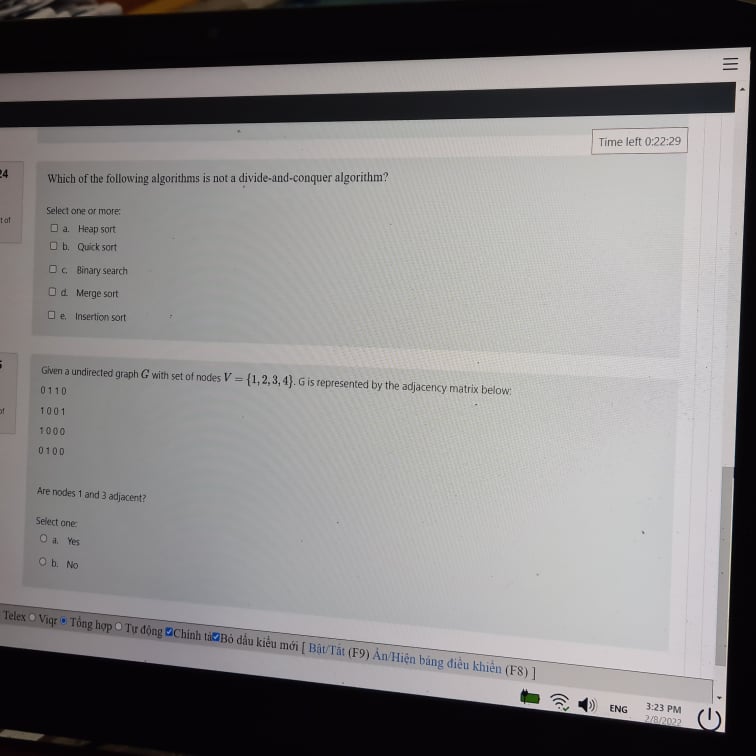 Time left 0:22:29
24
Which of the following algorithms is not a divide-and-conquer algorithm?
t of
Select one or more:
a. Heap sort
b. Quick sort
c. Binary search
d. Merge sort
e. Insertion sort
Given a undirected graph G with set of nodes V = {1, 2, 3, 4}. G is represented by the adjacency matrix below:
0 1 1 0
of
1 0 0 1
1 0 0 0
0 1 0 0
Are nodes 1 and 3 adjacent?
Select one:
a. Yes
b. No
Telex Viqr Tổng hợp Tự động Chính tả Bỏ dấu kiểu mới [ Bật/Tắt (F9) Ẩn/Hiện bảng điều khiển (F8) ]
ENG
3:23 PM
2/8/2022